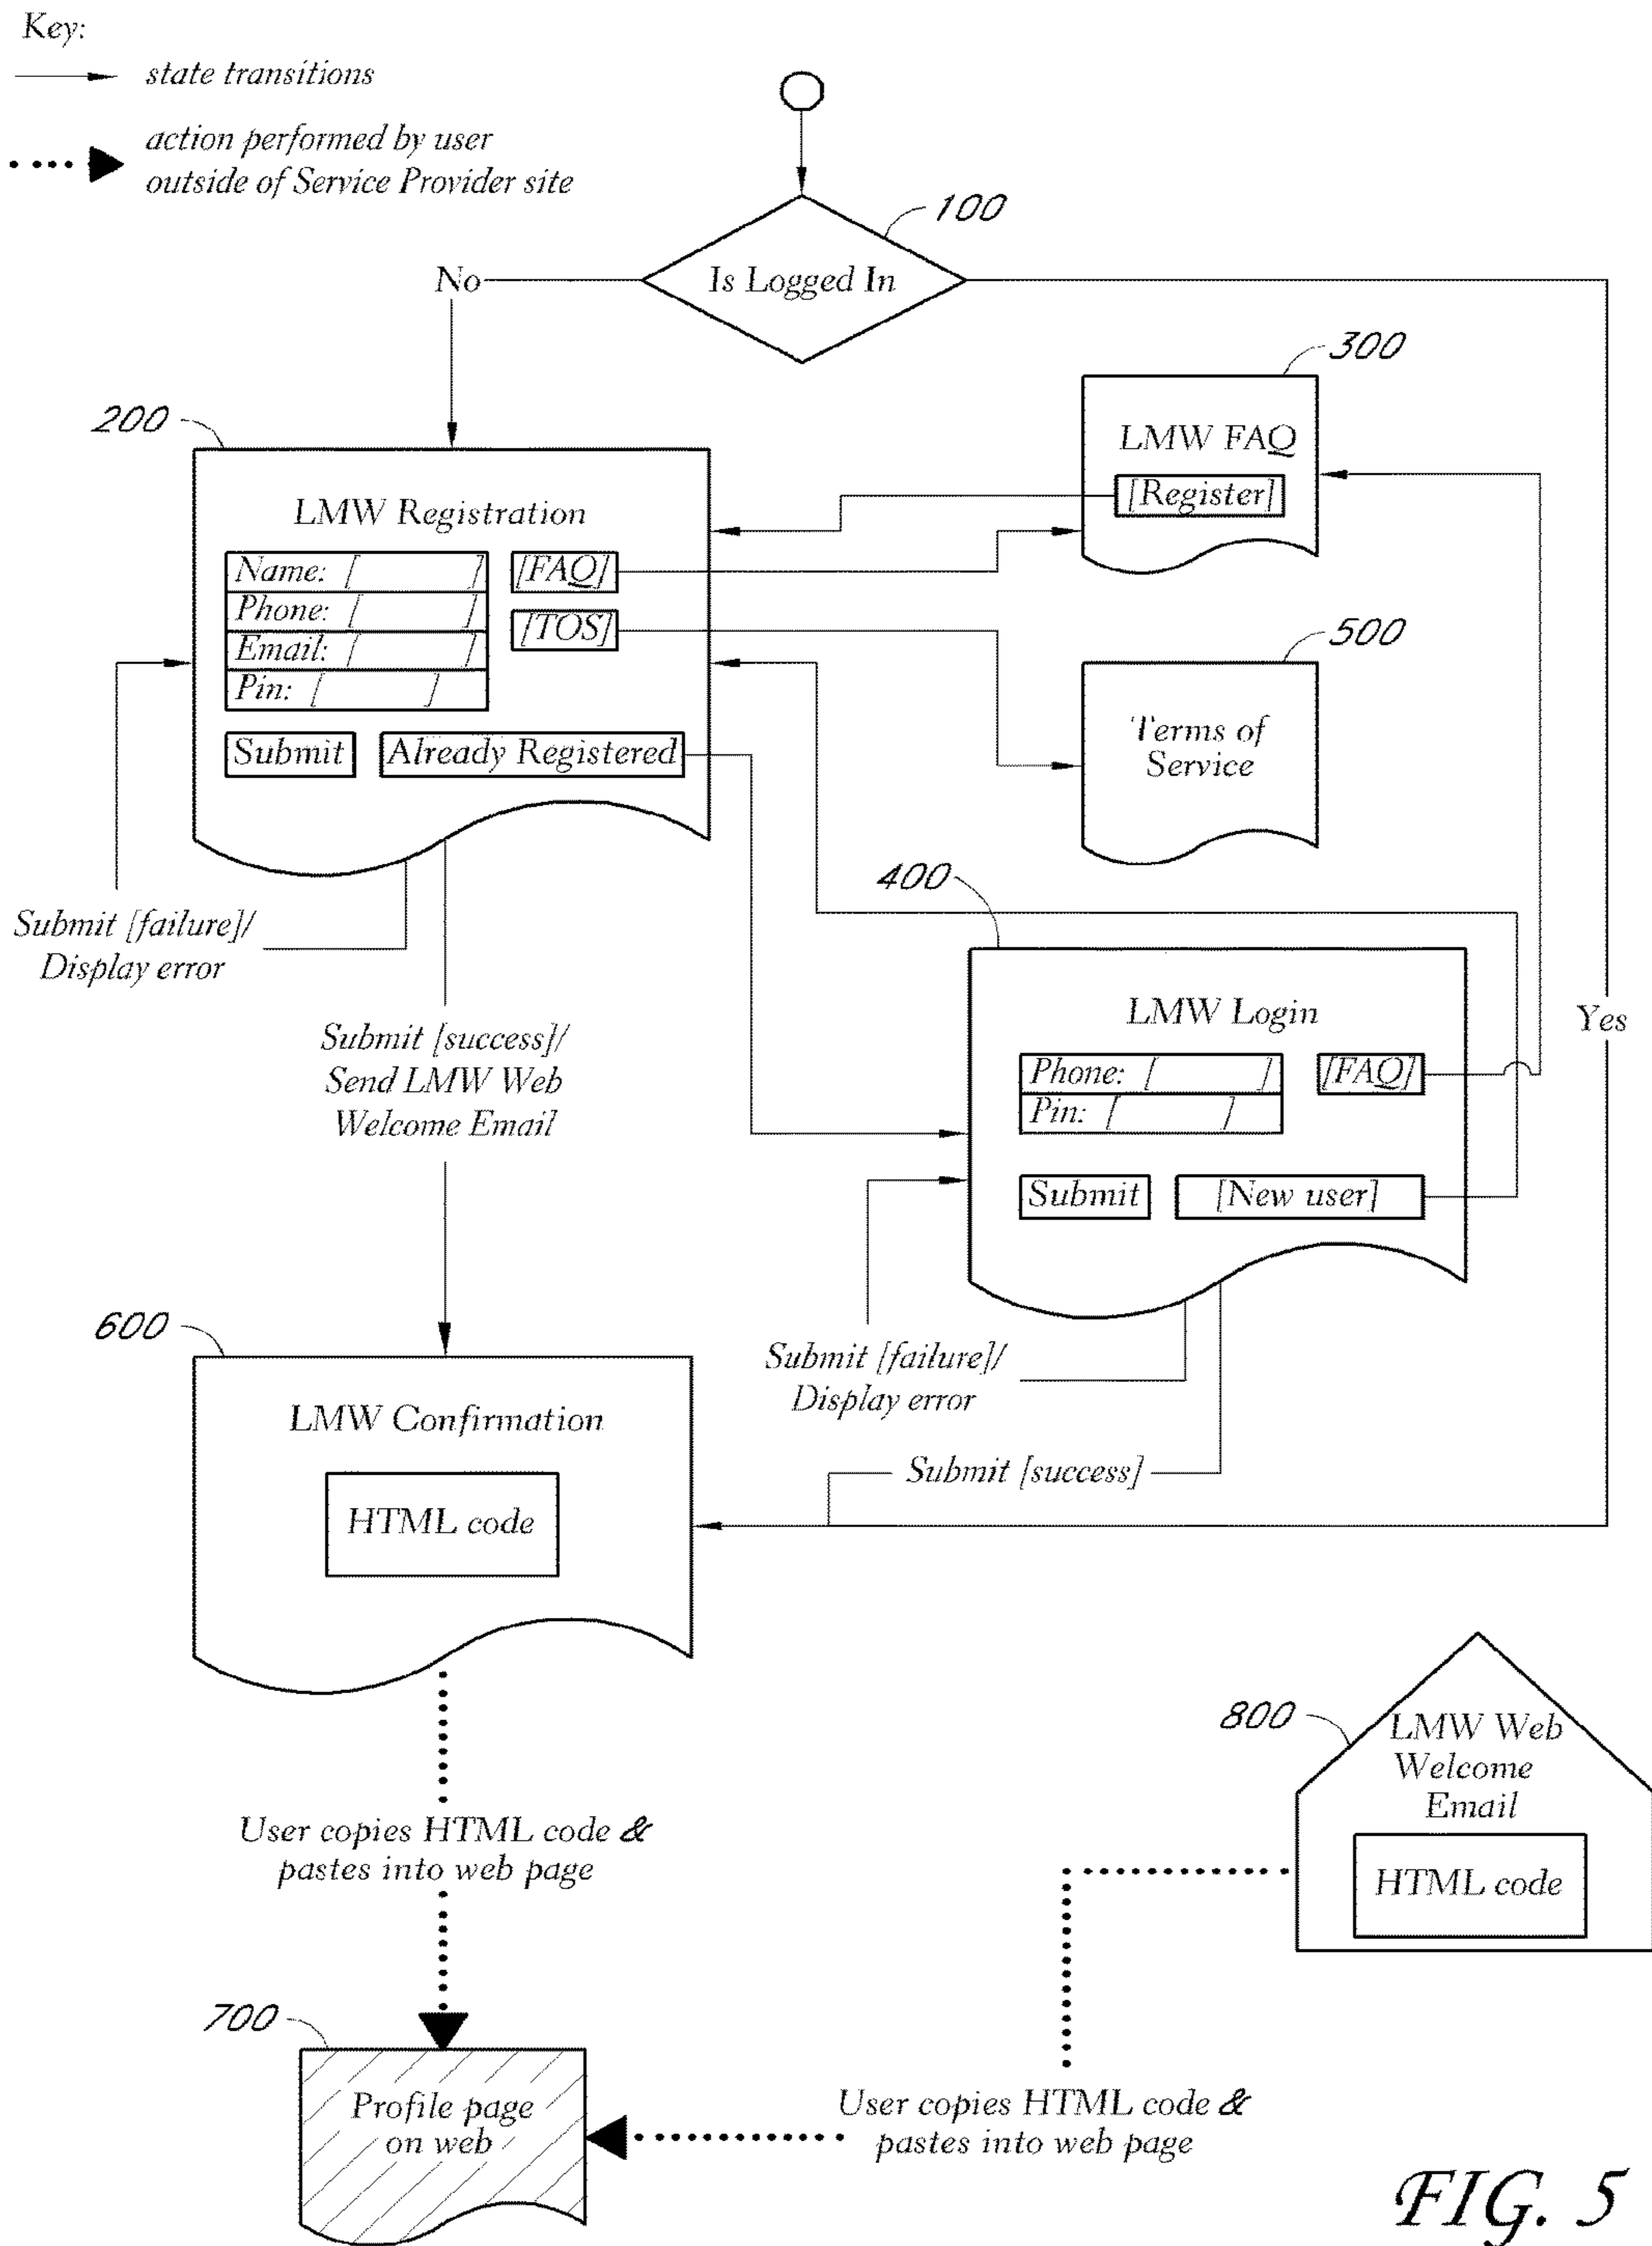 Key:
state transitions
action performed by user
outside of Service Provider site
100
Is Logged In
No
300
LMW FAQ
[Register]
200
LMW Registration
Name: [ ]
Phone: [ ]
Email: [ ]
Pin: [ ]
[FAQ]
[TOS]
Submit
Already Registered
500
Terms of
Service
Submit [failure]/
Display error
400
LMW Login
Phone: [ ]
Pin: [ ]
[FAQ]
Submit
[New user]
Yes
Submit [success]/
Send LMW Web
Welcome Email
600
LMW Confirmation
HTML code
Submit [failure]/
Display error
Submit [success]
800
LMW Web
Welcome
Email
HTML code
User copies HTML code &
pastes into web page
700
Profile page
on web
User copies HTML code &
pastes into web page
FIG. 5